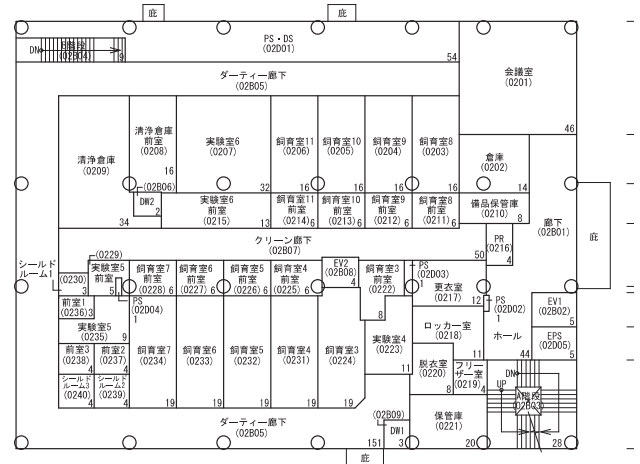 庇
庇
PS・DS
(02D01)
54
DN
B階段
(02B04)
9
ダーティー廊下
(02B05)
会議室
(0201)
46
清浄倉庫
(0209)
34
清浄倉庫
前室
(0208)
16
実験室6
(0207)
32
飼育室11
(0206)
16
飼育室10
(0205)
16
飼育室9
(0204)
16
飼育室8
(0203)
16
倉庫
(0202)
14
(02B06)
DW2
2
実験室6
前室
(0215)
13
飼育室11
前室
(0214)
6
飼育室10
前室
(0213)
6
飼育室9
前室
(0212)
6
飼育室8
前室
(0211)
6
備品保管庫
(0210)
8
廊下
(02B01)
庇
クリーン廊下
(02B07)
50
PR
(0216)
4
シールド
ルーム1
(0229)
(0230)
3
実験室5
前室
5
飼育室7
前室
(0228)
6
飼育室6
前室
(0227)
6
飼育室5
前室
(0226)
6
飼育室4
前室
(0225)
6
EV2
(02B08)
4
飼育室3
前室
(0222)
8
PS
(02D03)
1
更衣室
(0217)
12
PS
(02D02)
1
EV1
(02B02)
5
前室1
(0236)
3
PS
(02D04)
1
実験室5
(0235)
9
飼育室7
(0234)
19
飼育室6
(0233)
19
飼育室5
(0232)
19
飼育室4
(0231)
19
飼育室3
(0224)
19
実験室4
(0223)
11
ロッカー室
(0218)
11
ホール
44
EPS
(02D05)
5
前室3
(0238)
4
前室2
(0237)
4
脱衣室
(0220)
8
フリー
ザー室
(0219)
4
DN
UP
A階段
(02B03)
28
シールド
ルーム3
(0240)
4
シールド
ルーム2
(0239)
4
ダーティー廊下
(02B05)
151
(02B09)
DW1
3
保管庫
(0221)
20
庇